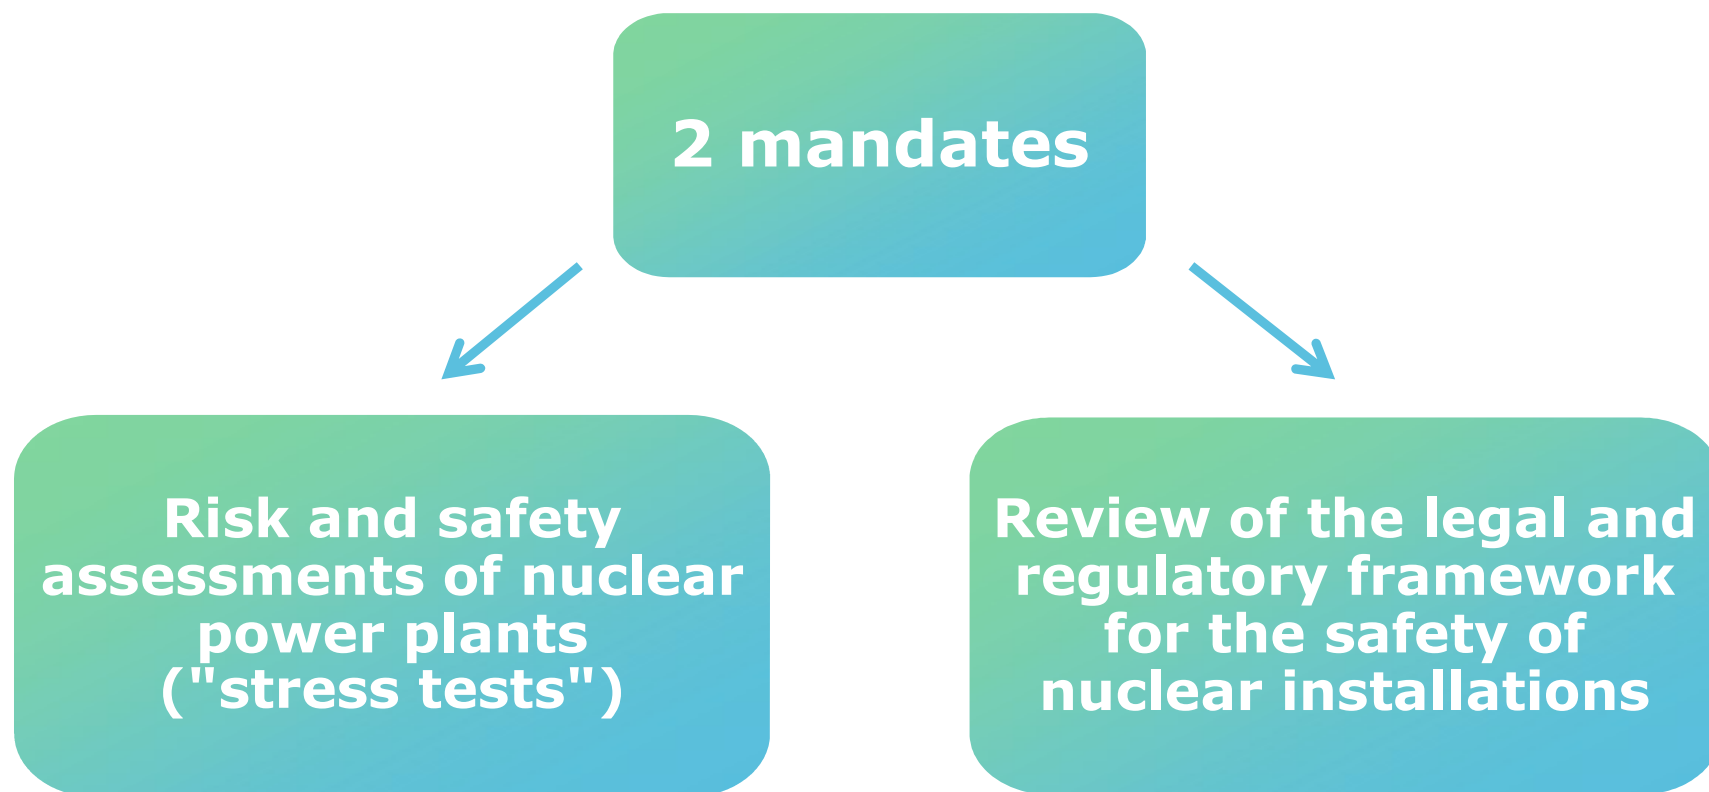 2 mandates
Risk and safety
assessments of nuclear
power plants
("stress tests")
Review of the legal and
regulatory framework
for the safety of
nuclear installations